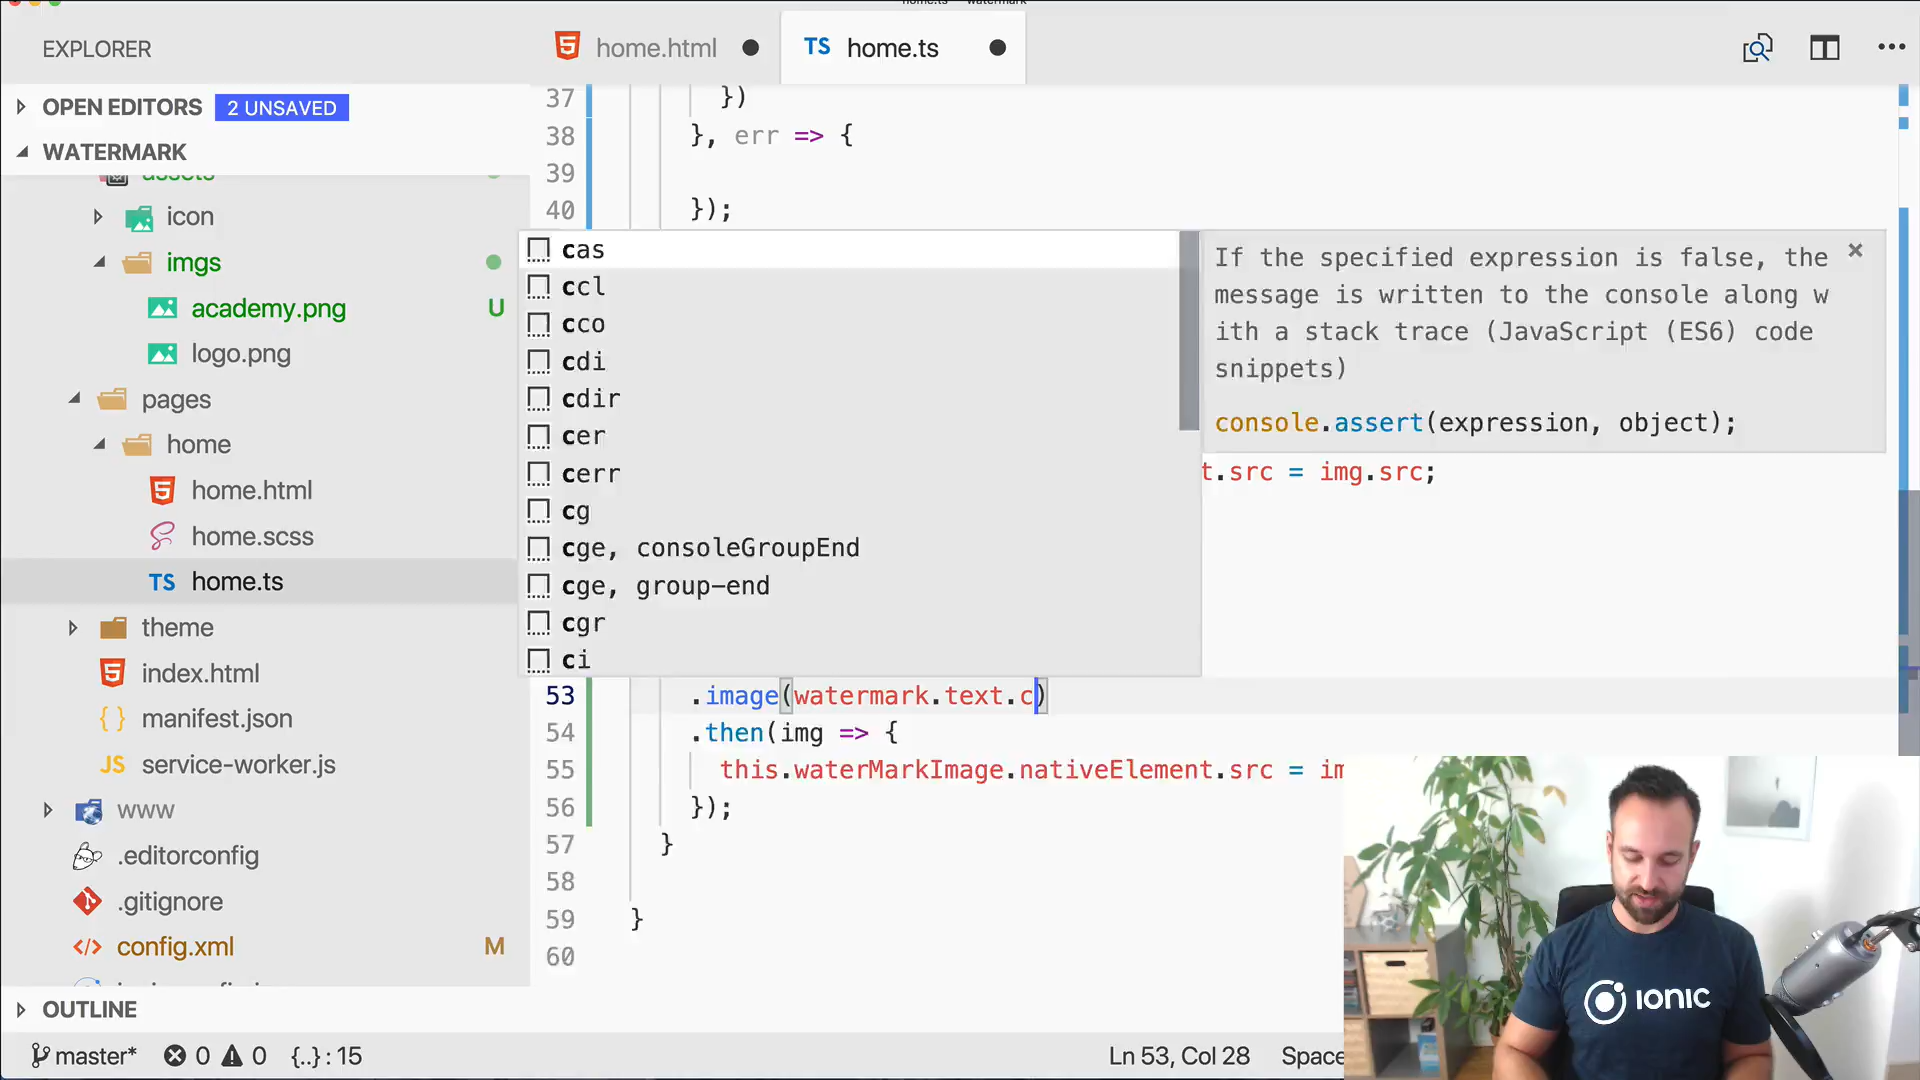 EXPLORER
home.html
TS home.ts
OPEN EDITORS 2 UNSAVED
WATERMARK
assets
icon
imgs
academy.png U
logo.png
pages
home
home.html
home.scss
TS home.ts
theme
index.html
{ } manifest.json
JS service-worker.js
www
.editorconfig
.gitignore
config.xml M
OUTLINE
37 })
38 }, err => {
39
40 });
cas
ccl
cco
cdi
cdir
cer
cerr
cg
cge, consoleGroupEnd
cge, group-end
cgr
ci
If the specified expression is false, the
message is written to the console along w
ith a stack trace (JavaScript (ES6) code
snippets)
console.assert(expression, object);
t.src = img.src;
53 .image(watermark.text.c)
54 .then(img => {
55 this.waterMarkImage.nativeElement.src = im
56 });
57 }
58
59 }
60
IONIC
master* 0 0 {..} : 15 Ln 53, Col 28 Space